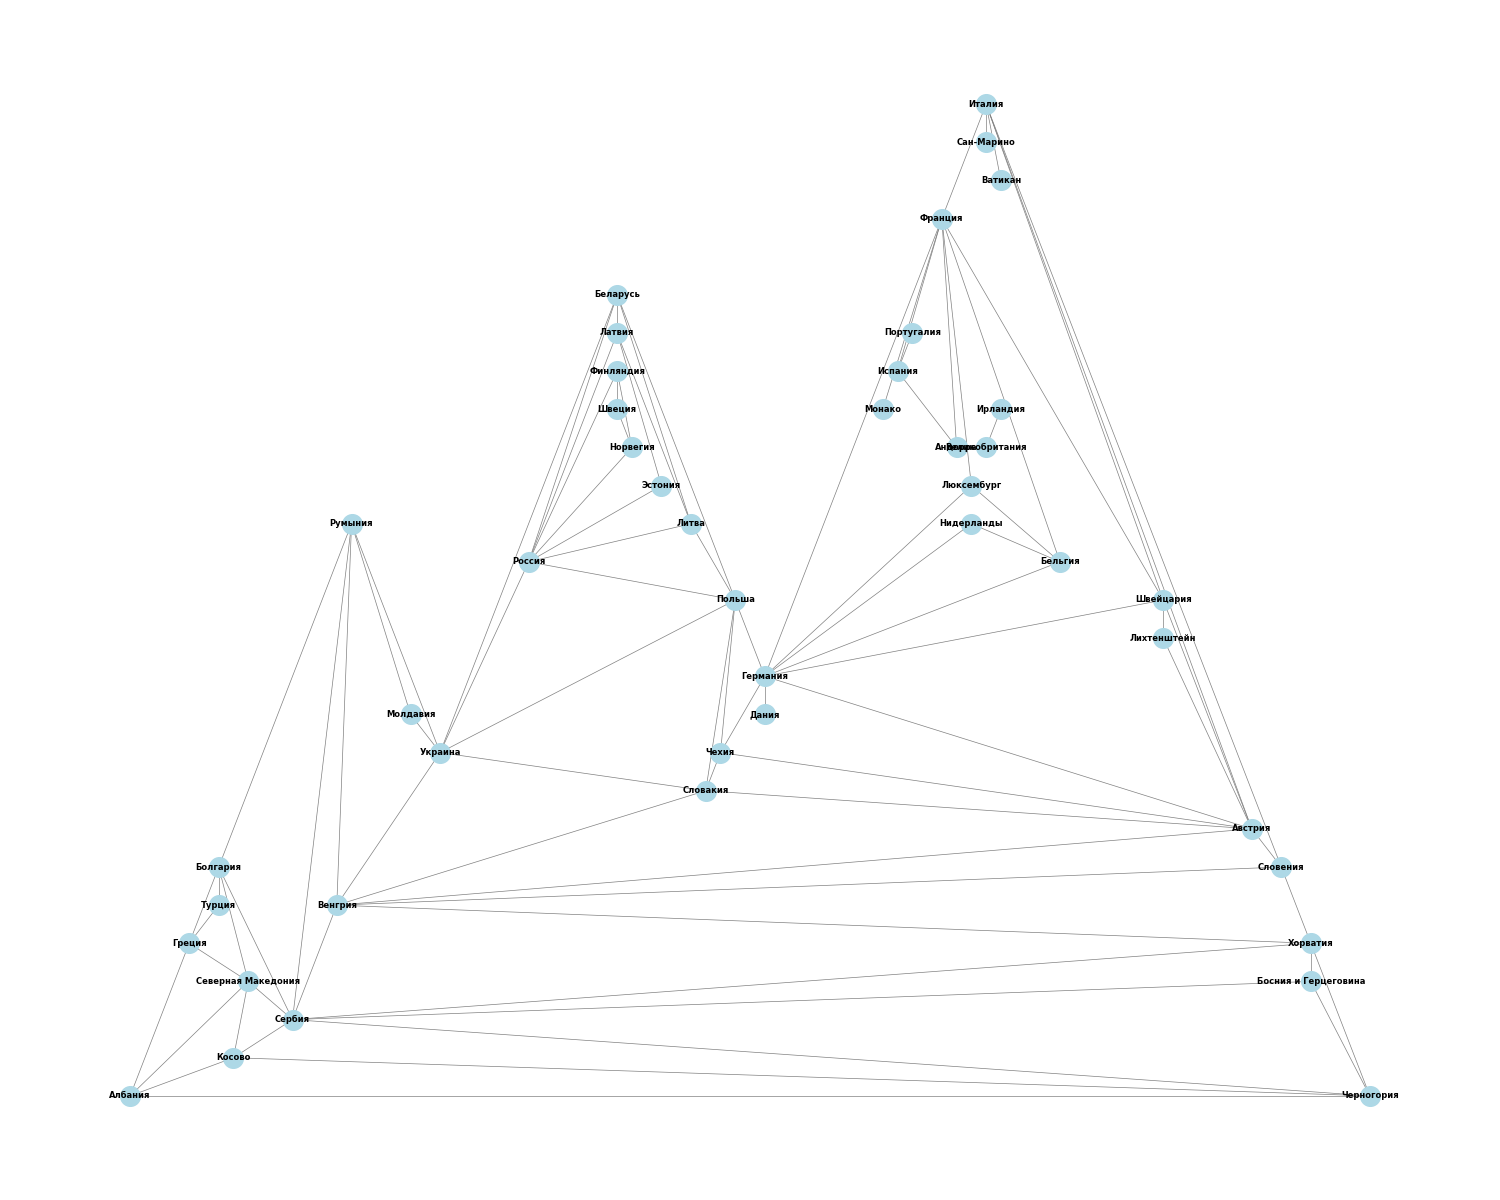 Италия
Сан-Марино
Ватикан
Франция
Беларусь
Латвия
Португалия
Финляндия
Испания
Швеция
Монако
Ирландия
Норвегия
Эстония
Люксембург
Румыния
Литва
Нидерланды
Россия
Бельгия
Польша
Швейцария
Лихтенштейн
Германия
Молдавия
Дания
Украина
Чехия
Словакия
Австрия
Болгария
Словения
Турция
Венгрия
Греция
Хорватия
Северная Македония
Босния и Герцеговина
Сербия
Косово
Албания
Черногория